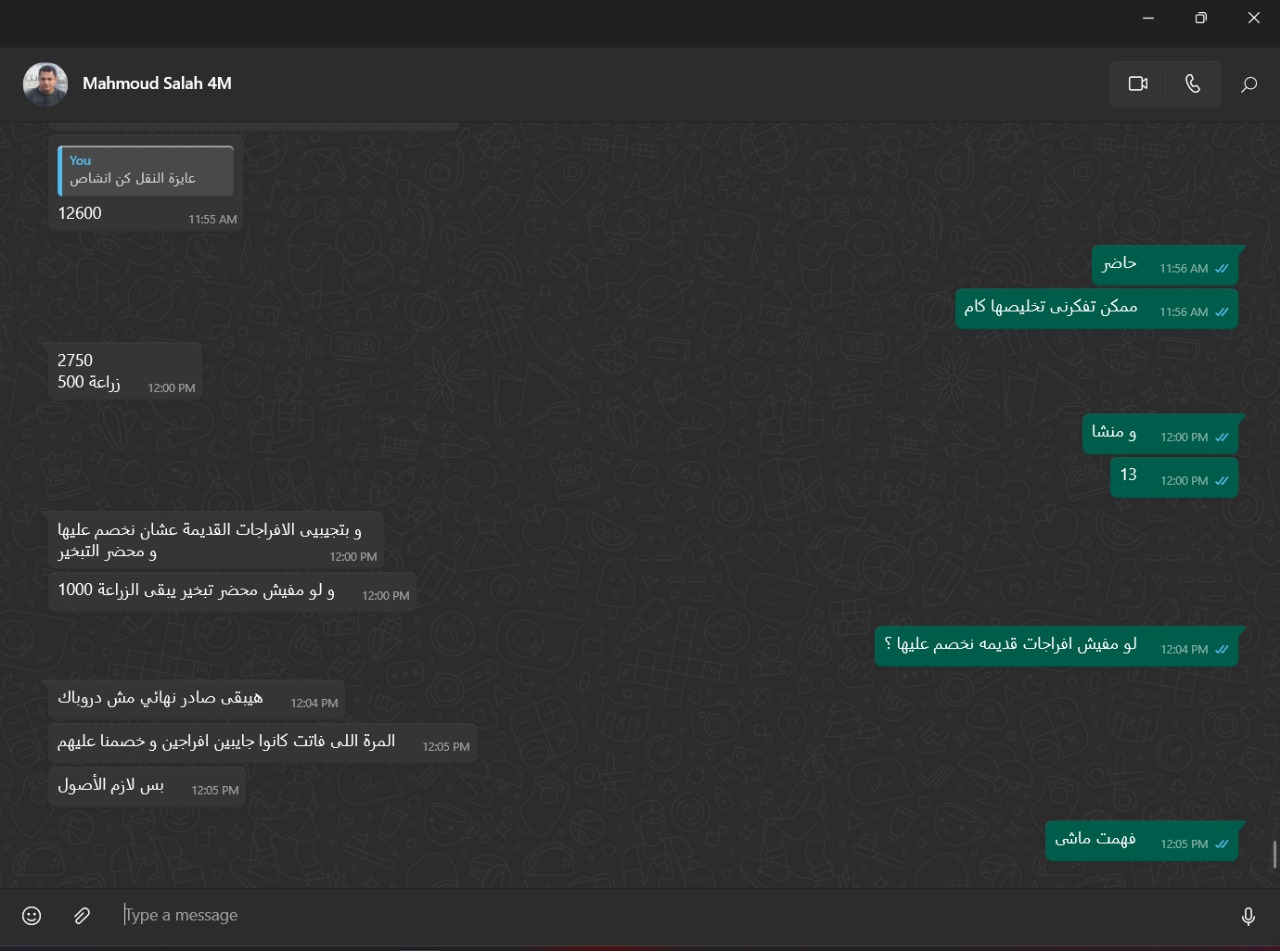 Mahmoud Salah 4M
You
عايزة النقل كن انشاص
12600
11:55 AM
حاضر
11:56 AM
ممكن تفكرنى تخليصها كام
11:56 AM
2750
زراعة 500
12:00 PM
و منشا
12:00 PM
13
12:00 PM
و بتجيبيى الافراجات القديمة عشان نخصم عليها
و محضر التبخير
12:00 PM
و لو مفيش محضر تبخير يبقى الزراعة 1000
12:00 PM
لو مفيش افراجات قديمه نخصم عليها ؟
12:04 PM
هيبقى صادر نهائي مش دروباك
12:04 PM
المرة اللى فاتت كانوا جايبين افراجين و خصمنا عليهم
12:05 PM
بس لازم الأصول
12:05 PM
فهمت ماشى
12:05 PM
Type a message